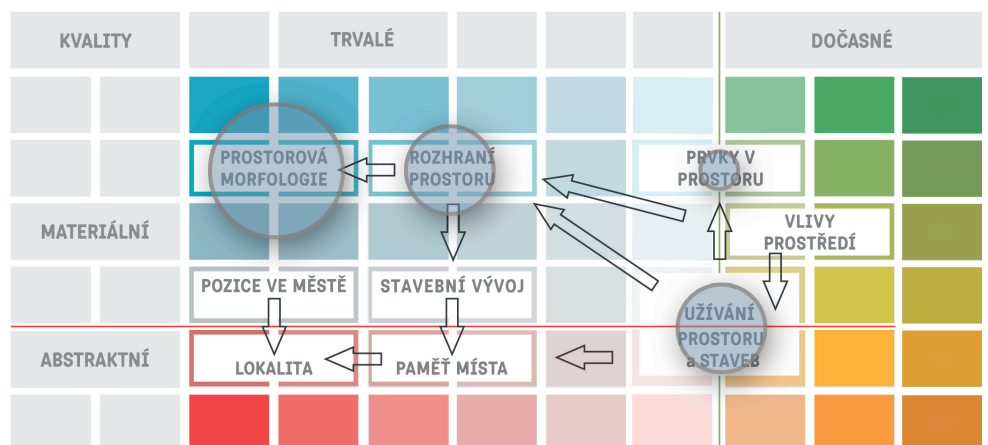 KVALITY
TRVALÉ
DOČASNÉ
PROSTOROVÁ
MORFOLOGIE
ROZHRANÍ
PROSTORU
PRVKY V
PROSTORU
MATERIÁLNÍ
VLIVY
PROSTŘEDÍ
POZICE VE MĚSTĚ
STAVEBNÍ VÝVOJ
UŽÍVÁNÍ
PROSTORU
a STAVEB
ABSTRAKTNÍ
LOKALITA
PAMĚŤ MÍSTA